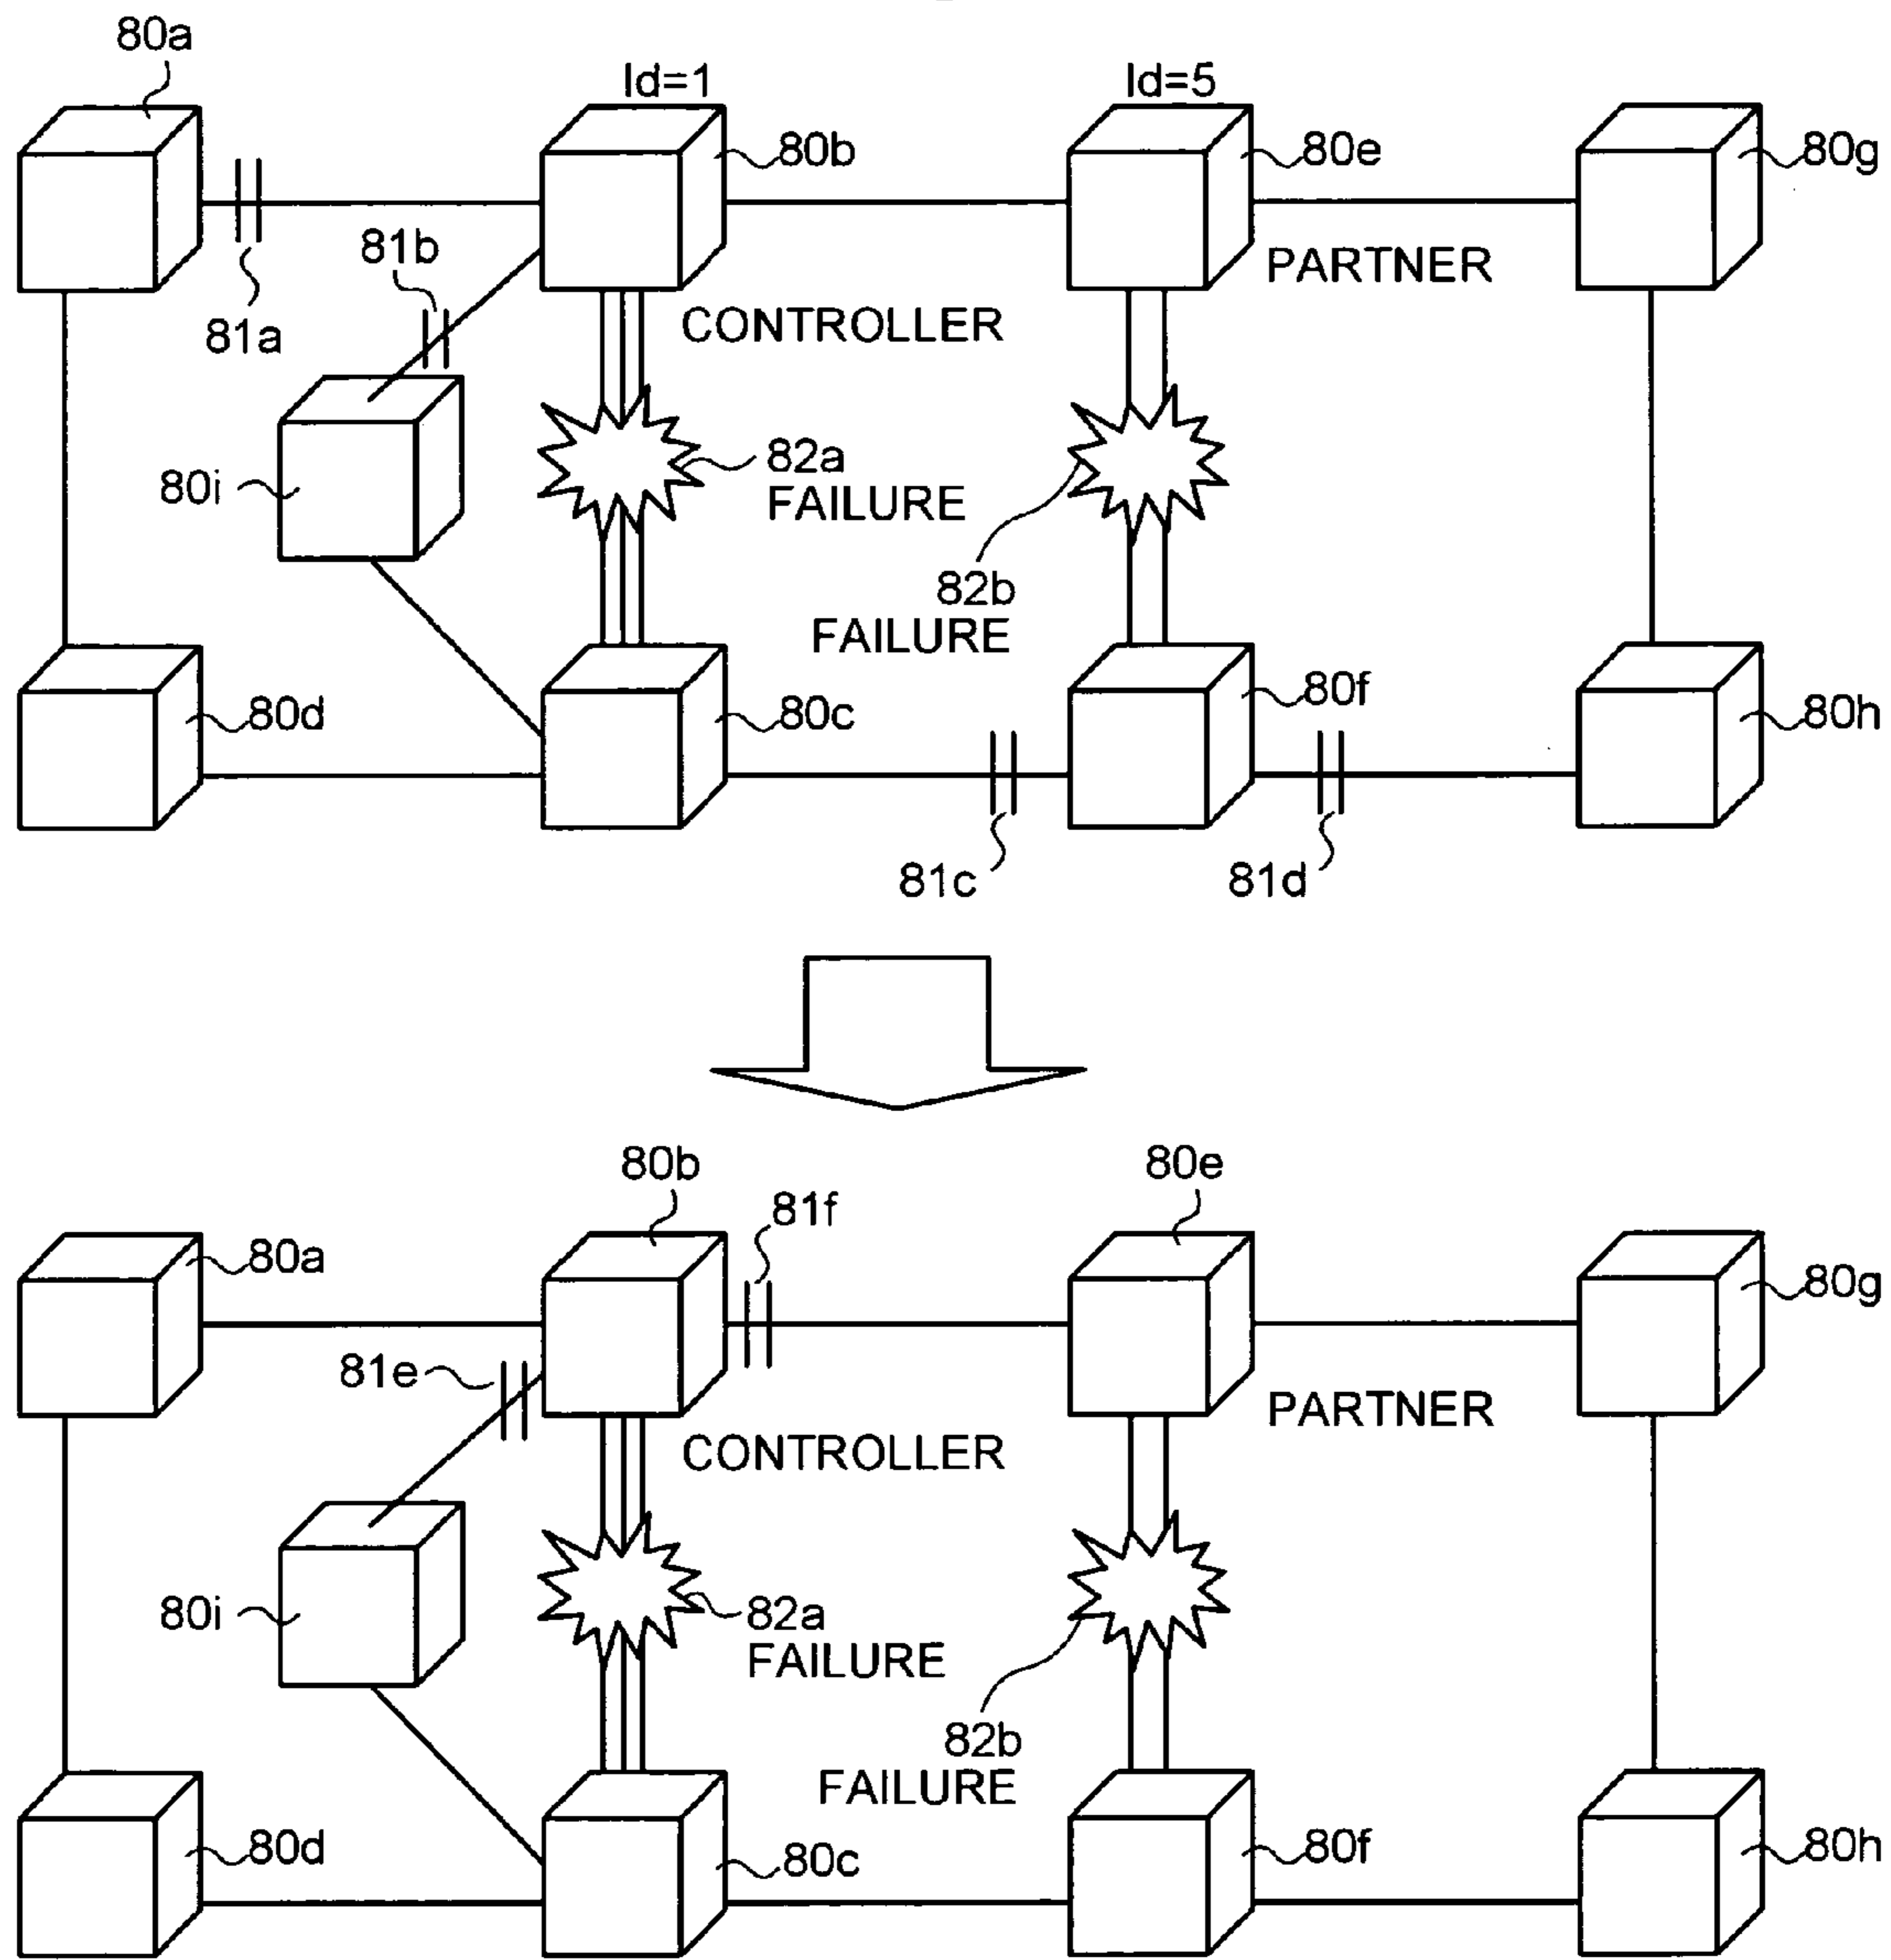 80a
Id=1
Id=5
80b
80e
80g
81b
PARTNER
81a
CONTROLLER
82a
FAILURE
80i
82b
FAILURE
80f
80d
80c
80h
81c
81d
80b
80e
81f
80a
80g
81e
PARTNER
CONTROLLER
80i
82a
FAILURE
82b
FAILURE
80d
80c
80f
80h